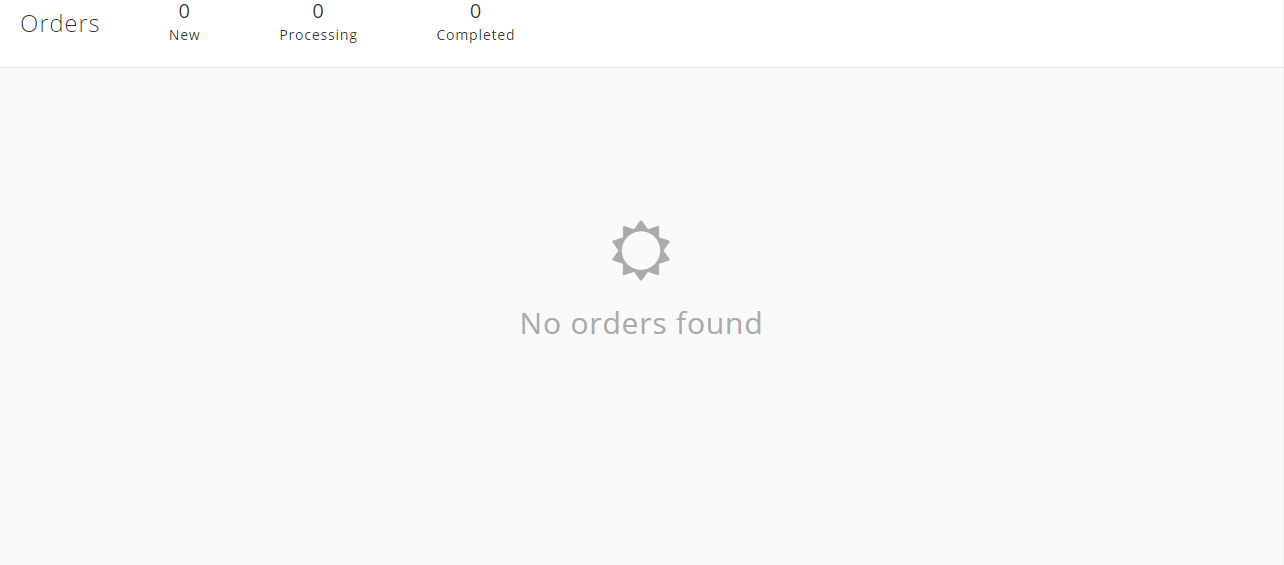 Orders
0
New
0
Processing
0
Completed
No orders found